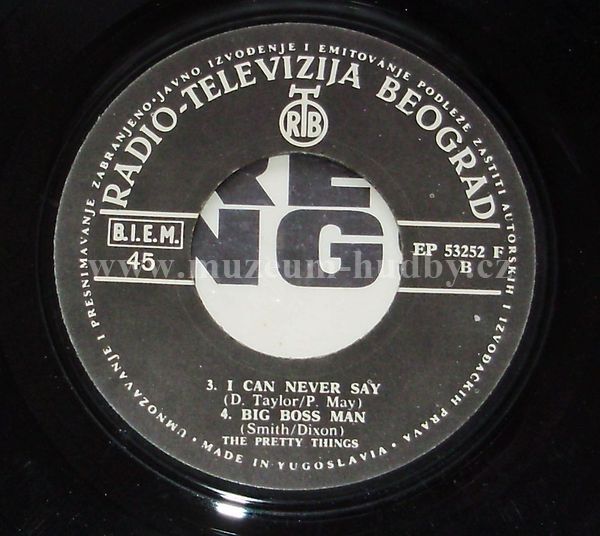 UMNOŽAVANJE I PRESNIMAVANJE ZABRANJENO · JAVNO IZVOĐENJE I EMITOVANJE PODLEŽE ZAŠTITI AUTORSKIH I IZVOĐAČKIH PRAVA ·
RADIO-TELEVIZIJA BEOGRAD
RTB
RE
NG
B.I.E.M.
45
EP 53252 F
B
www.muzeum-hudby.cz
3. I CAN NEVER SAY
(D. Taylor/P. May)
4. BIG BOSS MAN
(Smith/Dixon)
THE PRETTY THINGS
MADE IN YUGOSLAVIA